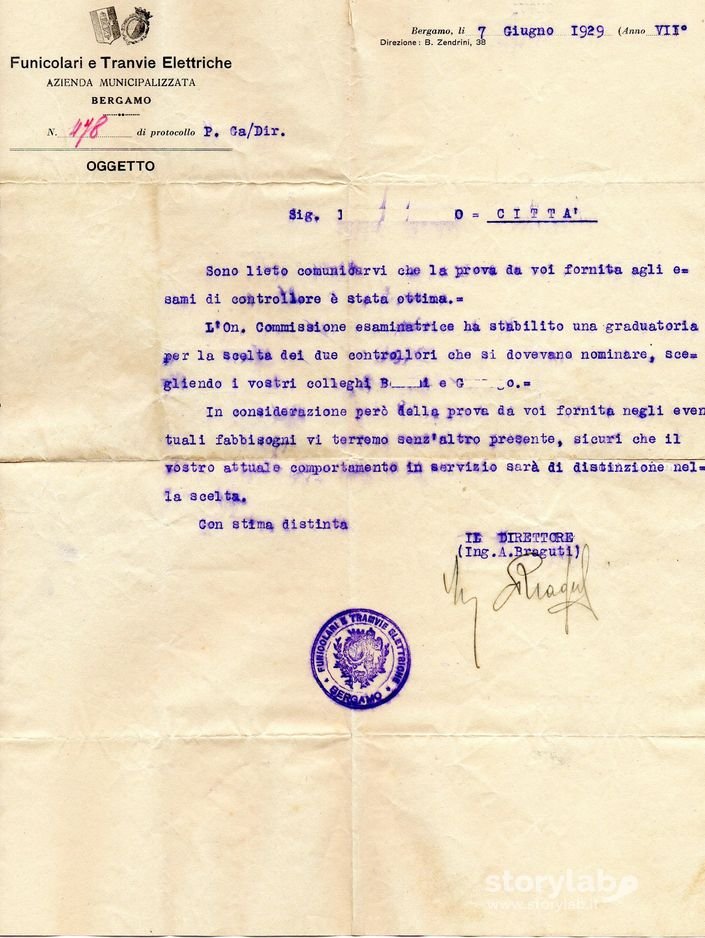 Funicolari e Tranvie Elettriche
AZIENDA MUNICIPALIZZATA
BERGAMO
N. 478 di protocollo P. Ga/Dir.
OGGETTO
Bergamo, li 7 Giugno 1929 (Anno VII°
Direzione: B. Zendrini, 38
Sig. = CITTA'
Sono lieto comunicarvi che la prova da voi fornita agli e=
sami di controllore è stata ottima.=
L'On. Commissione esaminatrice ha stabilito una graduatoria
per la scelta dei due controllori che si dovevano nominare, sce=
gliendo i vostri colleghi e .=
In considerazione però della prova da voi fornita negli even
tuali fabbisogni vi terremo senz'altro presente, sicuri che il
vostro attuale comportamento in servizio sarà di distinzione nel=
la scelta.
Con stima distinta
IL DIRETTORE
(Ing.A.Braguti)
FUNICOLARI E TRANVIE ELETTRICHE
BERGAMO
storylab
www.storylab.it